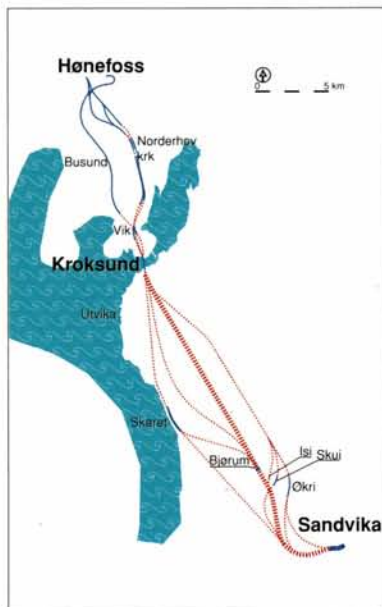 Hønefoss
0 5 km
Norderhov
krk
Busund
Vik
Kroksund
Utvika
Skaret
Isi
Skui
Bjørum
Økri
Sandvika